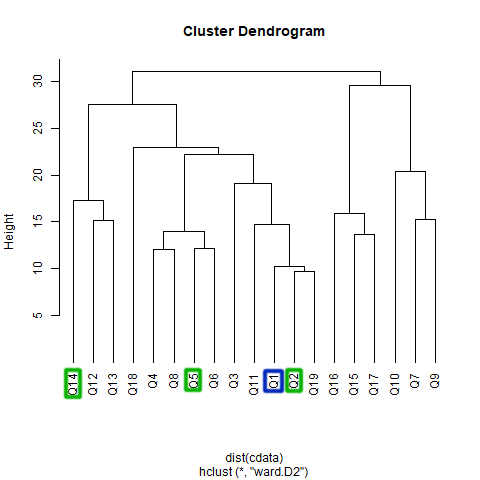 Cluster Dendrogram
Height
30
25
20
15
10
5
Q14 Q12 Q13 Q18 Q4 Q8 Q5 Q6 Q3 Q11 Q1 Q2 Q19 Q16 Q15 Q17 Q10 Q7 Q9
dist(cdata)
hclust (*, "ward.D2")